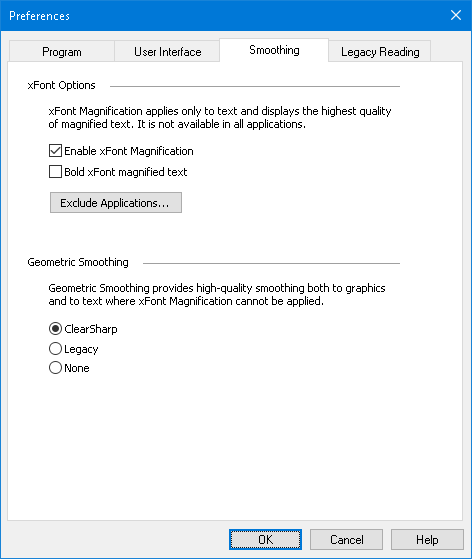 Preferences
Program
User Interface
Smoothing
Legacy Reading
xFont Options
xFont Magnification applies only to text and displays the highest quality
of magnified text. It is not available in all applications.
Enable xFont Magnification
Bold xFont magnified text
Exclude Applications...
Geometric Smoothing
Geometric Smoothing provides high-quality smoothing both to graphics
and to text where xFont Magnification cannot be applied.
ClearSharp
Legacy
None
OK
Cancel
Help